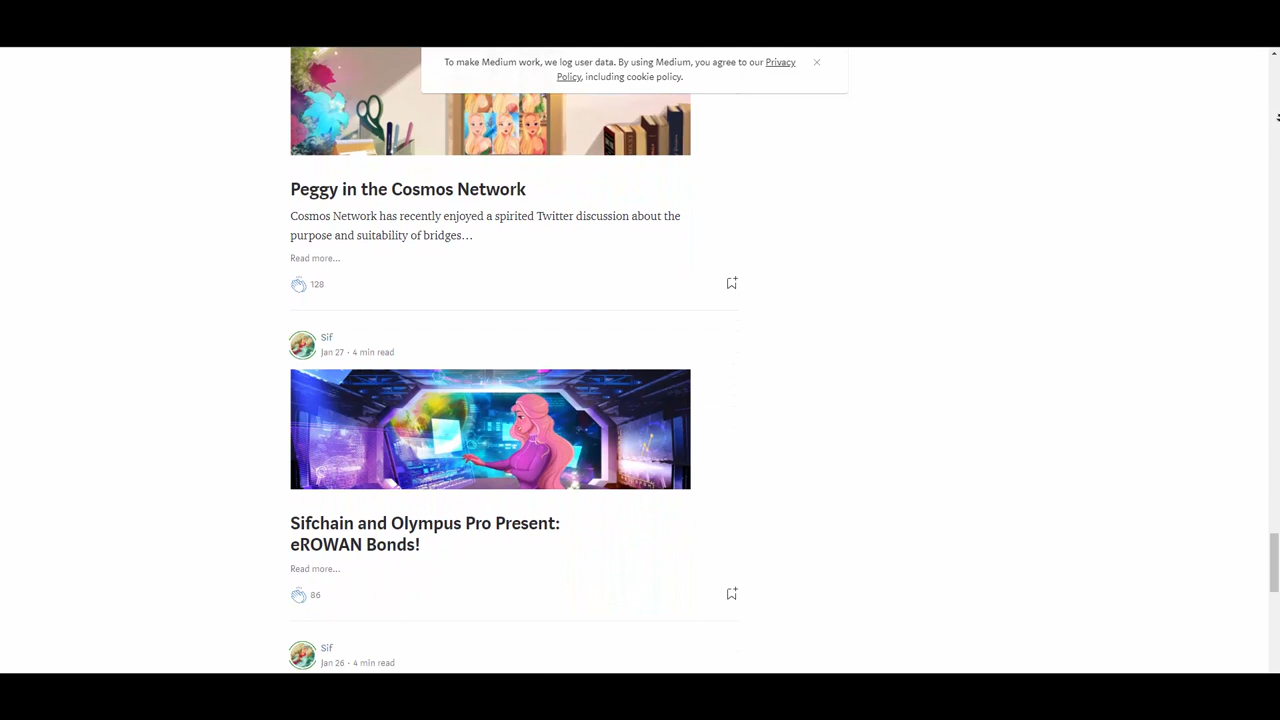 To make Medium work, we log user data. By using Medium, you agree to our Privacy
Policy, including cookie policy.
Peggy in the Cosmos Network
Cosmos Network has recently enjoyed a spirited Twitter discussion about the
purpose and suitability of bridges…
Read more…
128
Sif
Jan 27 · 4 min read
Sifchain and Olympus Pro Present:
eROWAN Bonds!
Read more…
86
Sif
Jan 26 · 4 min read